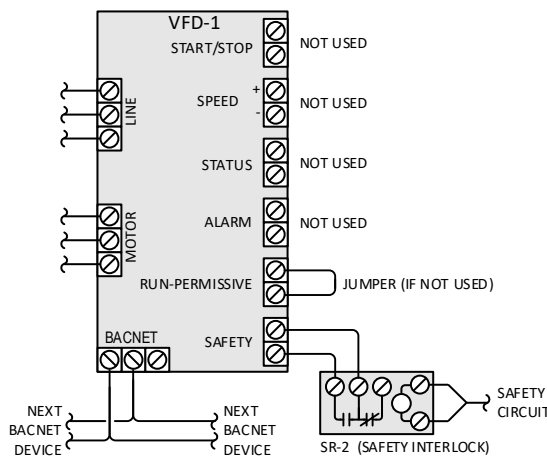 VFD-1
START/STOP
NOT USED
LINE
SPEED
+
-
NOT USED
STATUS
NOT USED
MOTOR
ALARM
NOT USED
RUN-PERMISSIVE
JUMPER (IF NOT USED)
BACNET
SAFETY
NEXT
BACNET
DEVICE
NEXT
BACNET
DEVICE
SAFETY
CIRCUIT
SR-2 (SAFETY INTERLOCK)